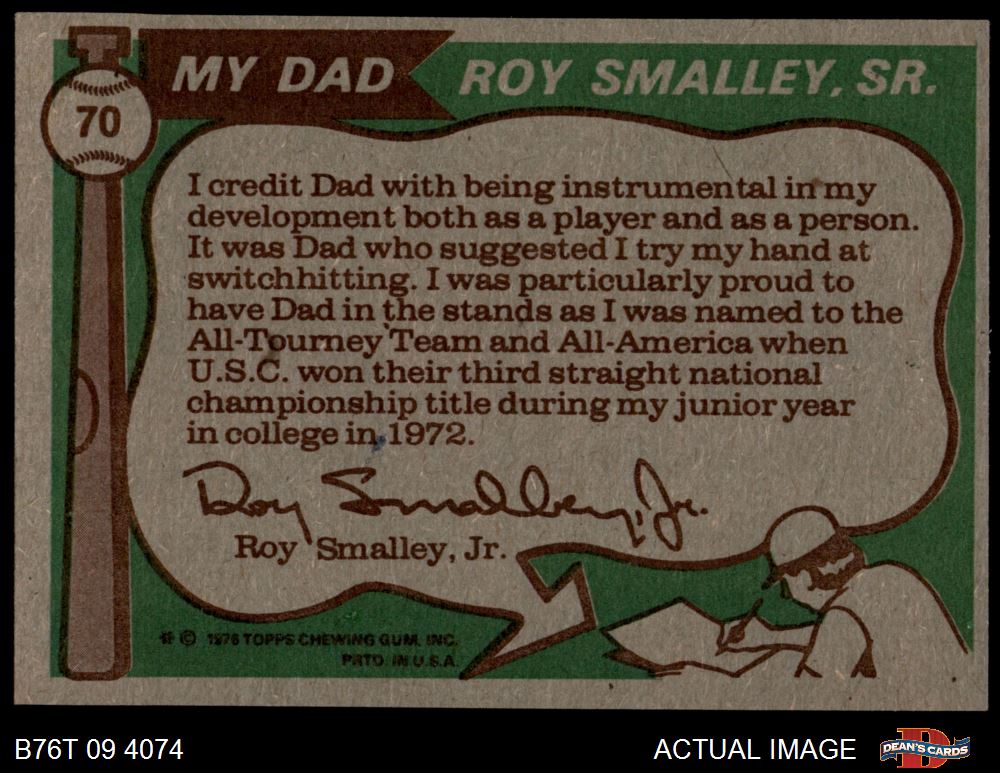 MY DAD ROY SMALLEY, SR.
70
I credit Dad with being instrumental in my
development both as a player and as a person.
It was Dad who suggested I try my hand at
switchhitting. I was particularly proud to
have Dad in the stands as I was named to the
All-Tourney Team and All-America when
U.S.C. won their third straight national
championship title during my junior year
in college in 1972.
Roy Smalley, Jr.
Roy Smalley, Jr.
© 1976 TOPPS CHEWING GUM, INC.
PRTD. IN U.S.A.
B76T 09 4074 ACTUAL IMAGE DEAN'S CARDS